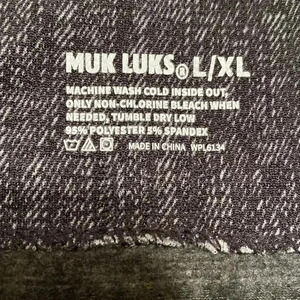 MUK LUKS® L/XL
MACHINE WASH COLD INSIDE OUT,
ONLY NON-CHLORINE BLEACH WHEN
NEEDED, TUMBLE DRY LOW
95% POLYESTER 5% SPANDEX
MADE IN CHINA WPL6134